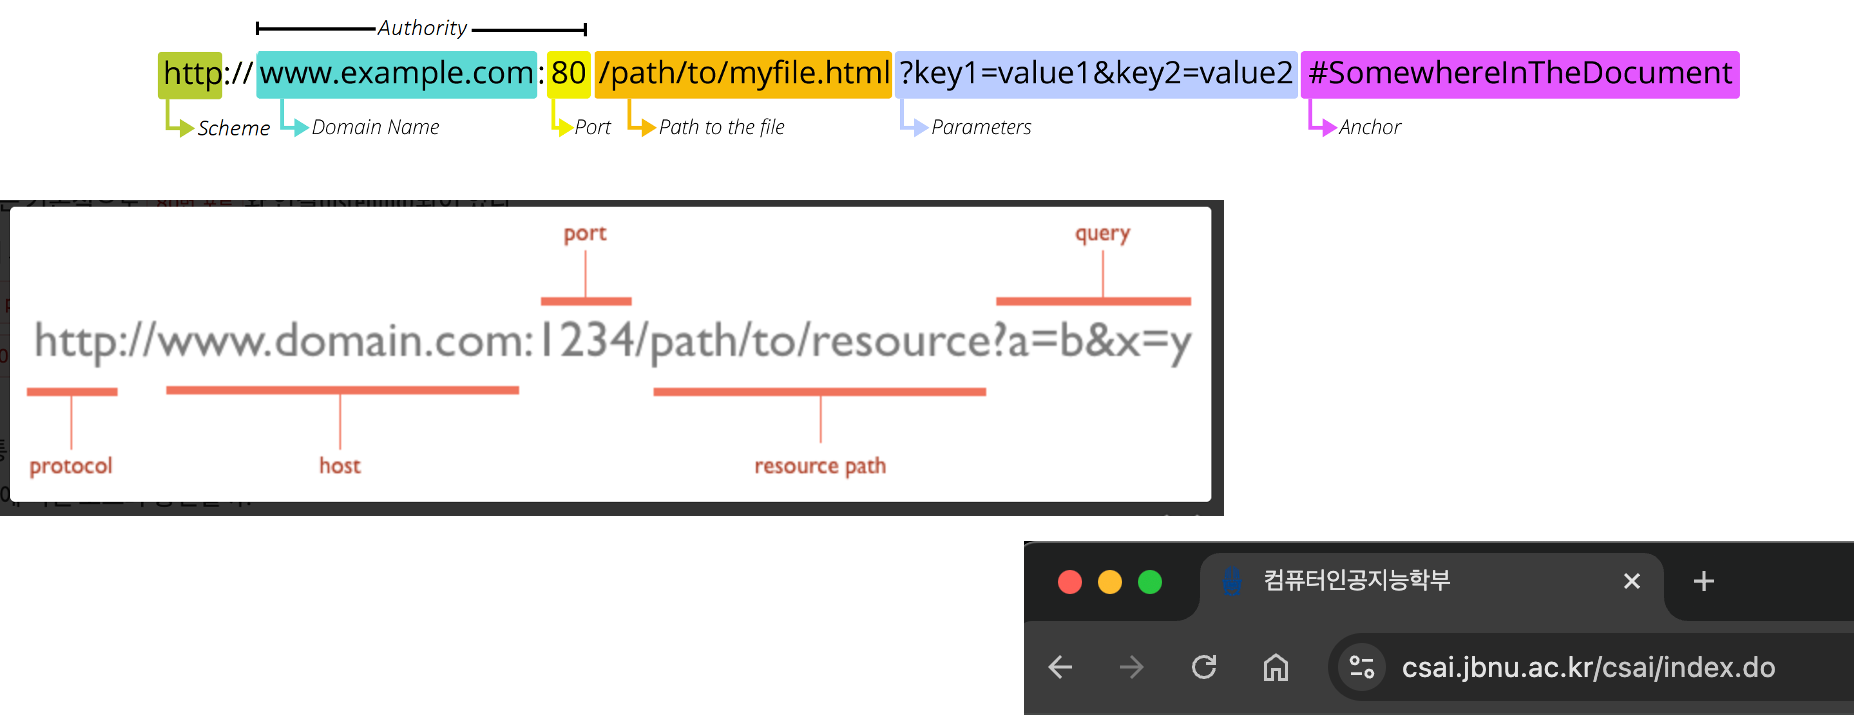 Authority
http://www.example.com:80/path/to/myfile.html?key1=value1&key2=value2#SomewhereInTheDocument
Scheme Domain Name Port Path to the file Parameters Anchor
port query
http://www.domain.com:1234/path/to/resource?a=b&x=y
protocol host resource path
컴퓨터인공지능학부
csai.jbnu.ac.kr/csai/index.do